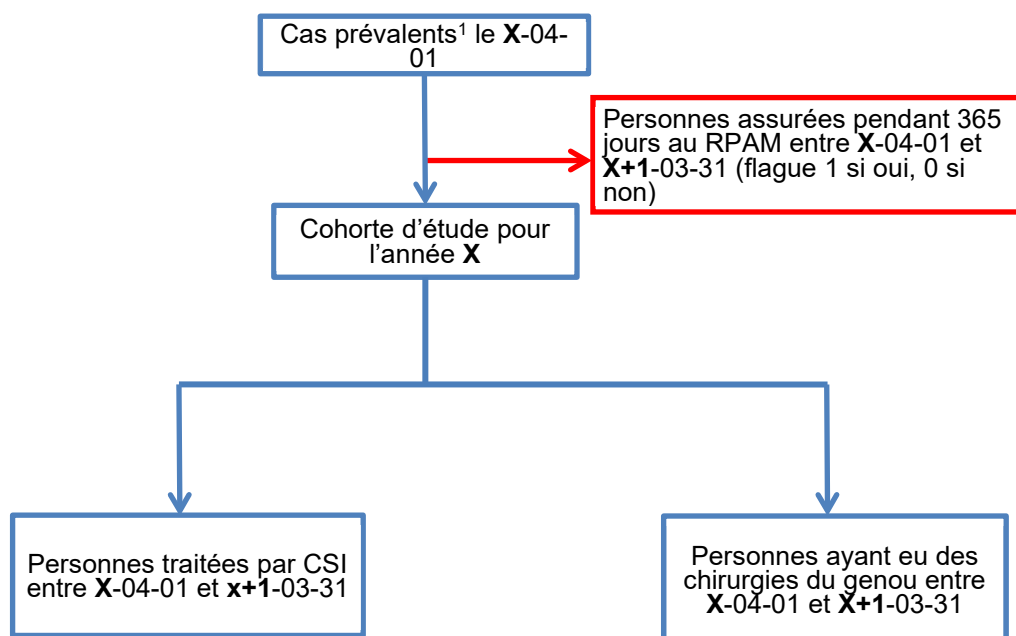 Cas prévalents¹ le X-04-
01
Personnes assurées pendant 365
jours au RPAM entre X-04-01 et
X+1-03-31 (flague 1 si oui, 0 si
non)
Cohorte d’étude pour
l’année X
Personnes traitées par CSI
entre X-04-01 et x+1-03-31
Personnes ayant eu des
chirurgies du genou entre
X-04-01 et X+1-03-31